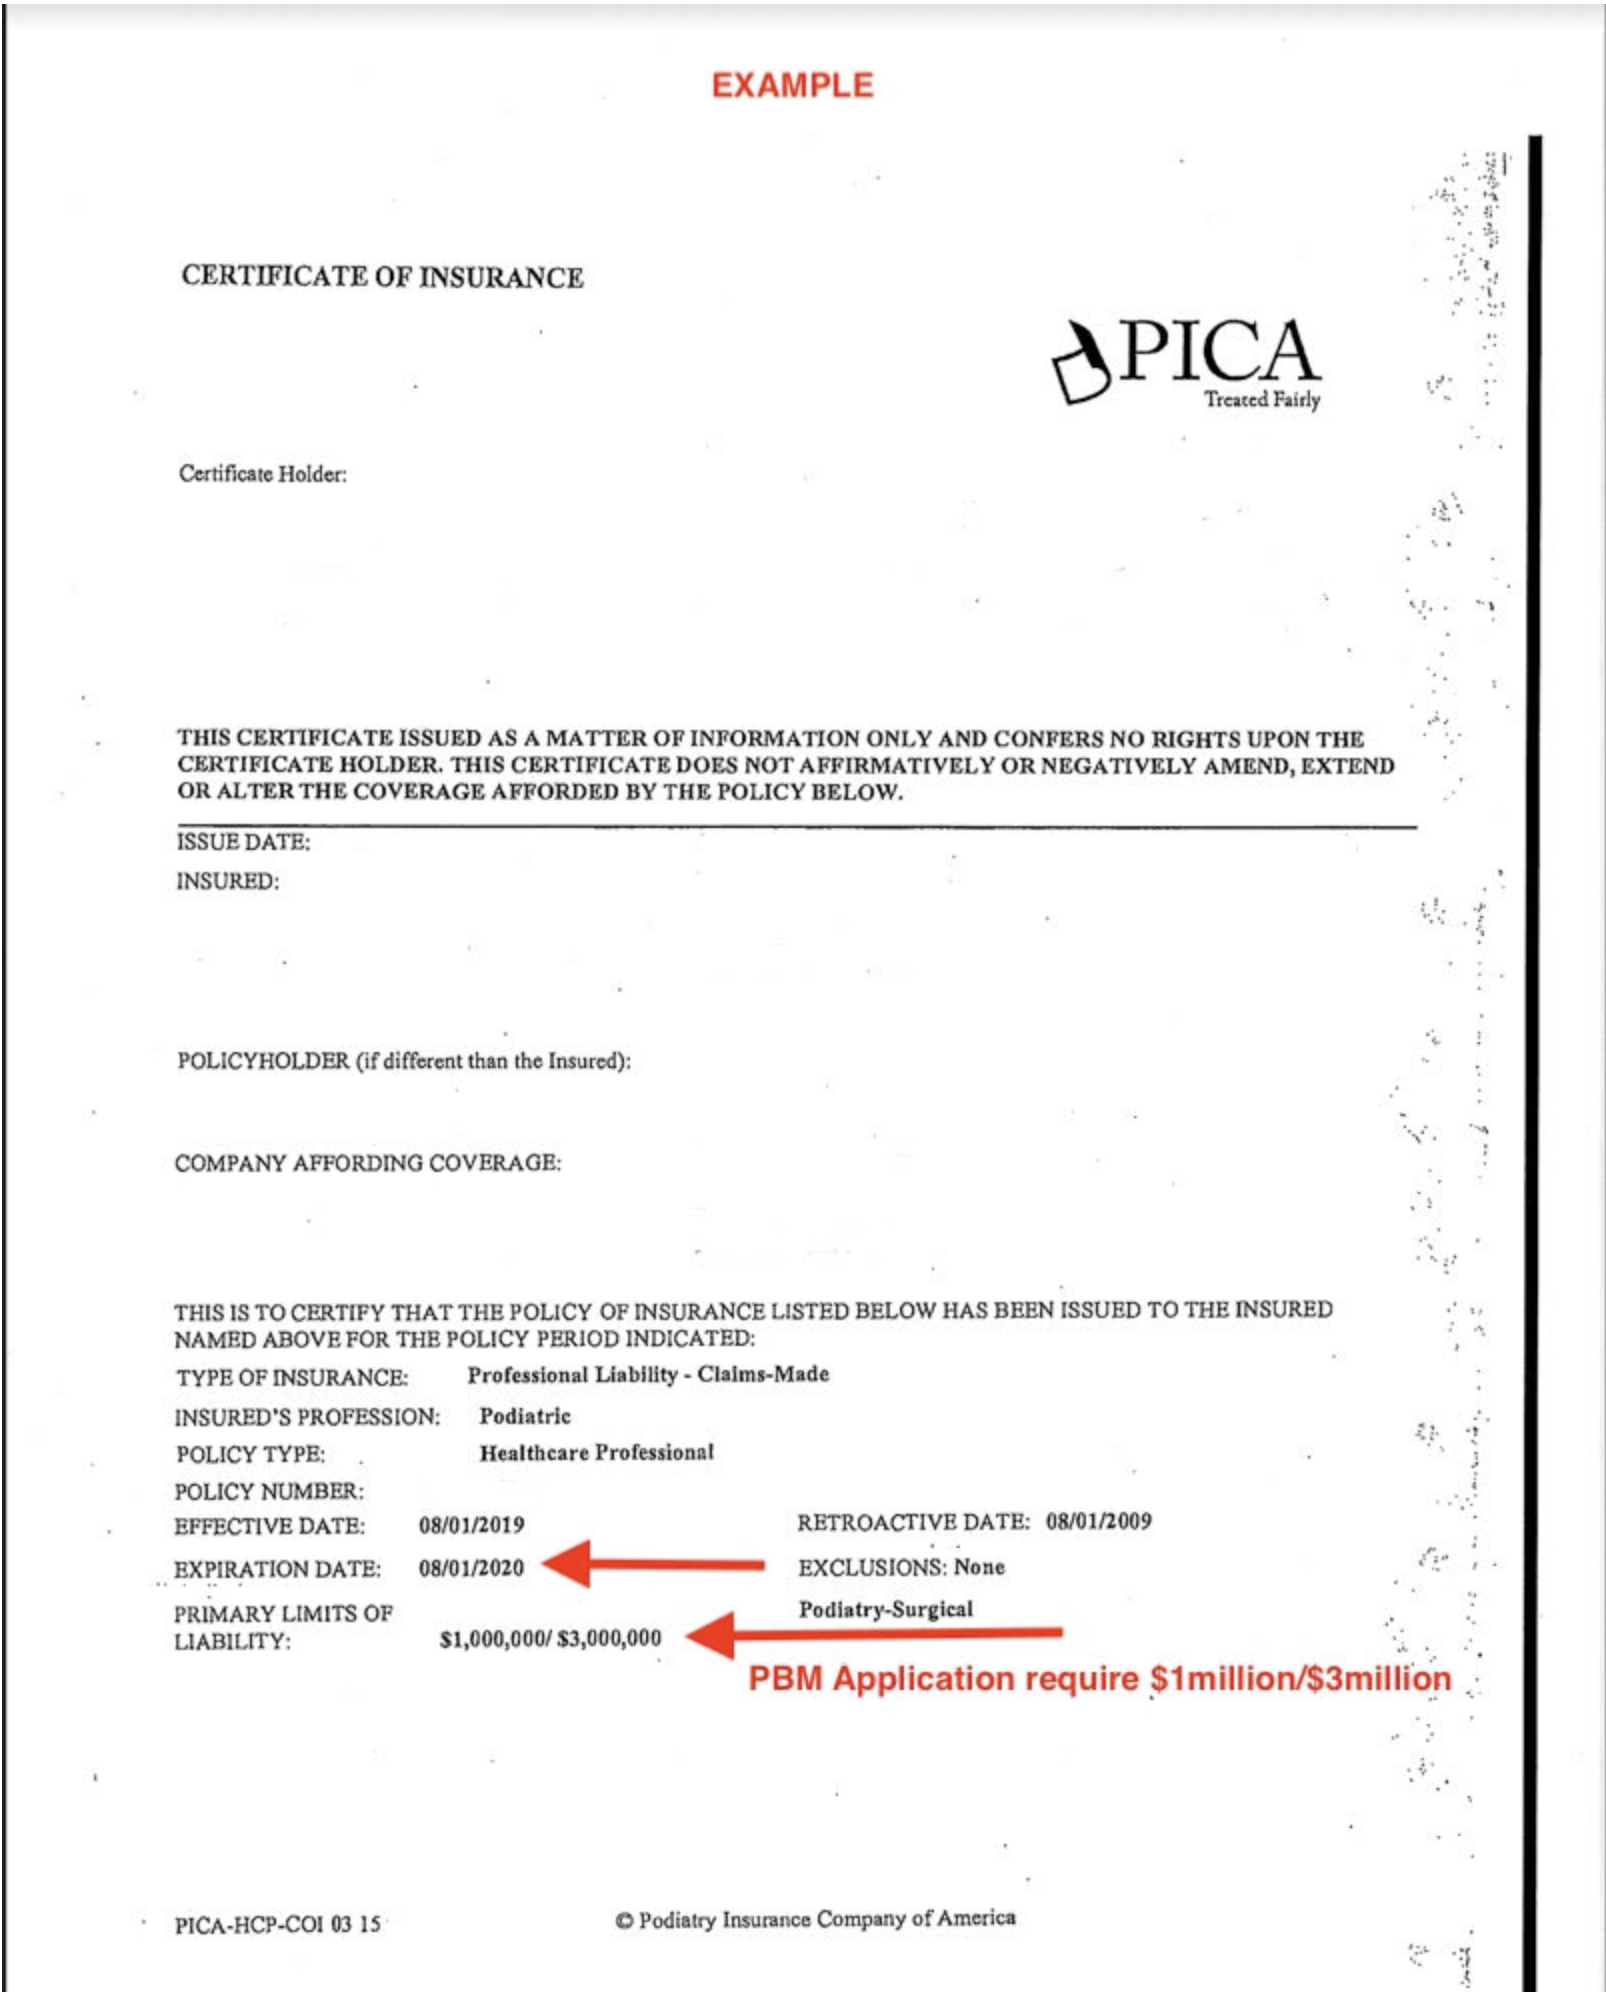 EXAMPLE
CERTIFICATE OF INSURANCE
PICA
Treated Fairly
Certificate Holder:
THIS CERTIFICATE ISSUED AS A MATTER OF INFORMATION ONLY AND CONFERS NO RIGHTS UPON THE
CERTIFICATE HOLDER. THIS CERTIFICATE DOES NOT AFFIRMATIVELY OR NEGATIVELY AMEND, EXTEND
OR ALTER THE COVERAGE AFFORDED BY THE POLICY BELOW.
ISSUE DATE:
INSURED:
POLICYHOLDER (if different than the Insured):
COMPANY AFFORDING COVERAGE:
THIS IS TO CERTIFY THAT THE POLICY OF INSURANCE LISTED BELOW HAS BEEN ISSUED TO THE INSURED
NAMED ABOVE FOR THE POLICY PERIOD INDICATED:
TYPE OF INSURANCE: Professional Liability - Claims-Made
INSURED'S PROFESSION: Podiatric
POLICY TYPE: Healthcare Professional
POLICY NUMBER:
EFFECTIVE DATE: 08/01/2019 RETROACTIVE DATE: 08/01/2009
EXPIRATION DATE: 08/01/2020 EXCLUSIONS: None
PRIMARY LIMITS OF Podiatry-Surgical
LIABILITY: $1,000,000/ $3,000,000
PBM Application require $1million/$3million
PICA-HCP-COI 03 15 © Podiatry Insurance Company of America